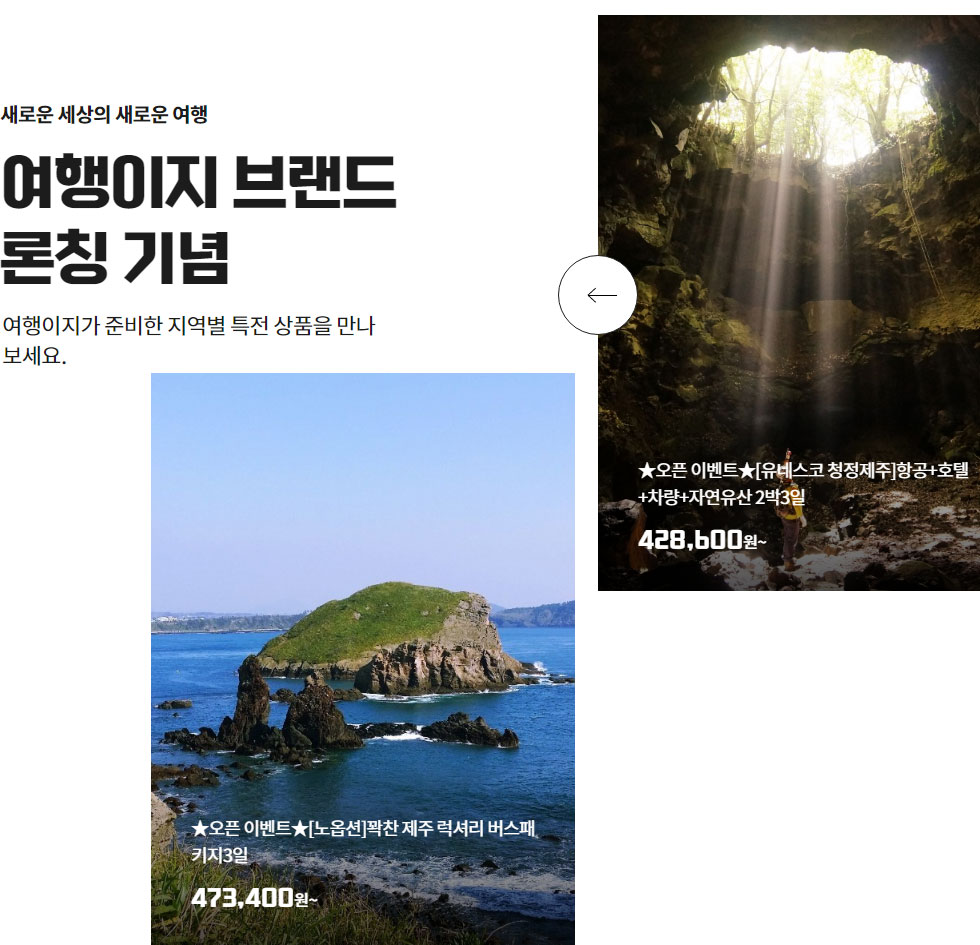 새로운 세상의 새로운 여행
여행이지 브랜드
론칭 기념
여행이지가 준비한 지역별 특전 상품을 만나
보세요.
★오픈 이벤트★[유네스코 청정제주]항공+호텔
+차량+자연유산 2박3일
428,600원~
★오픈 이벤트★[노옵션]꽉찬 제주 럭셔리 버스패
키지3일
473,400원~